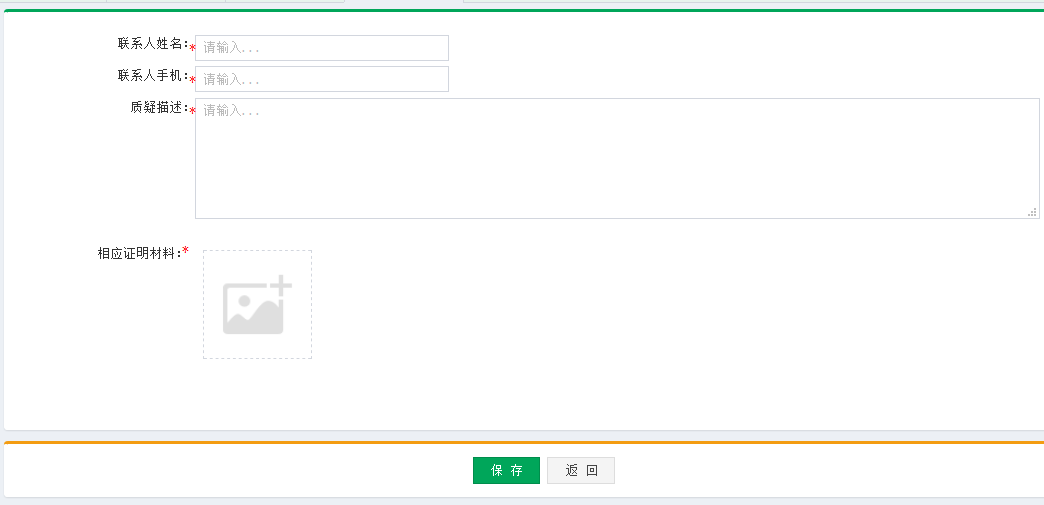 联系人姓名:* 请输入...
联系人手机:* 请输入...
质疑描述:* 请输入...
相应证明材料:*
保 存 返 回